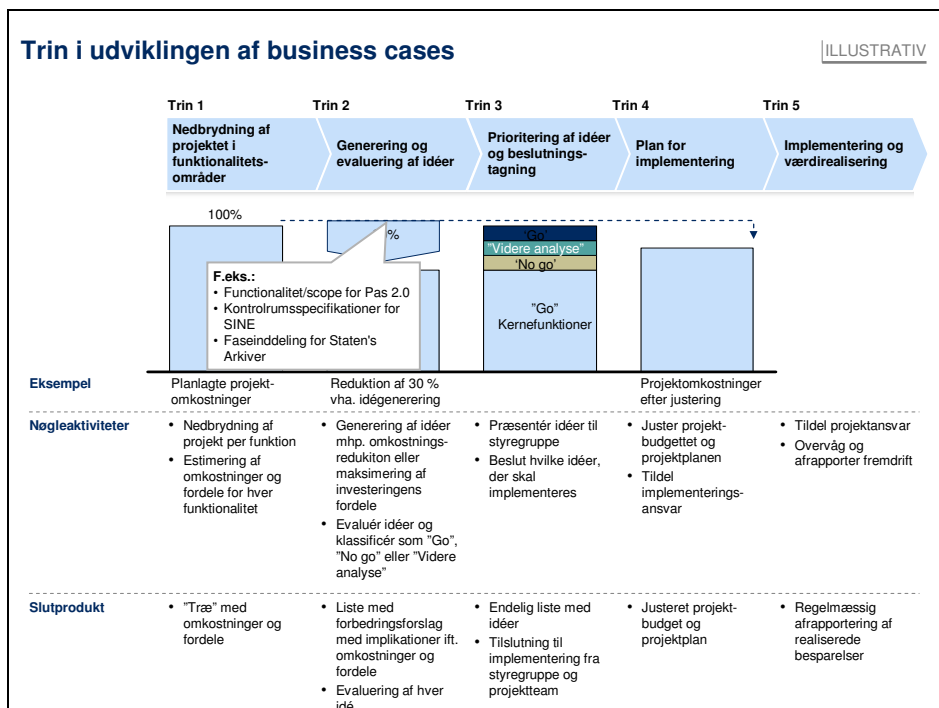 Trin i udviklingen af business cases
ILLUSTRATIV
Trin 1
Trin 2
Trin 3
Trin 4
Trin 5
Nedbrydning af
projektet i
funktionalitets-
områder
Generering og
evaluering af idéer
Prioritering af idéer
og beslutnings-
tagning
Plan for
implementering
Implementering og
værdirealisering
100%
%
F.eks.:
• Functionalitet/scope for Pas 2.0
• Kontrolrumsspecifikationer for
SINE
• Faseinddeling for Staten's
Arkiver
'Go'
"Videre analyse"
'No go'
"Go"
Kernefunktioner
Eksempel
Planlagte projekt-
omkostninger
Reduktion af 30 %
vha. idégenerering
Projektomkostninger
efter justering
Nøgleaktiviteter
• Nedbrydning af
projekt per funktion
• Estimering af
omkostninger og
fordele for hver
funktionalitet
• Generering af idéer
mhp. omkostnings-
redukiton eller
maksimering af
investeringens
fordele
• Evaluér idéer og
klassificér som "Go",
"No go" eller "Videre
analyse"
• Præsentér idéer til
styregruppe
• Beslut hvilke idéer,
der skal
implementeres
• Juster projekt-
budgettet og
projektplanen
• Tildel
implementerings-
ansvar
• Tildel projektansvar
• Overvåg og
afrapporter fremdrift
Slutprodukt
• "Træ" med
omkostninger og
fordele
• Liste med
forbedringsforslag
med implikationer ift.
omkostninger og
fordele
• Evaluering af hver
idé
• Endelig liste med
idéer
• Tilslutning til
implementering fra
styregruppe og
projektteam
• Justeret projekt-
budget og
projektplan
• Regelmæssig
afrapportering af
realiserede
besparelser